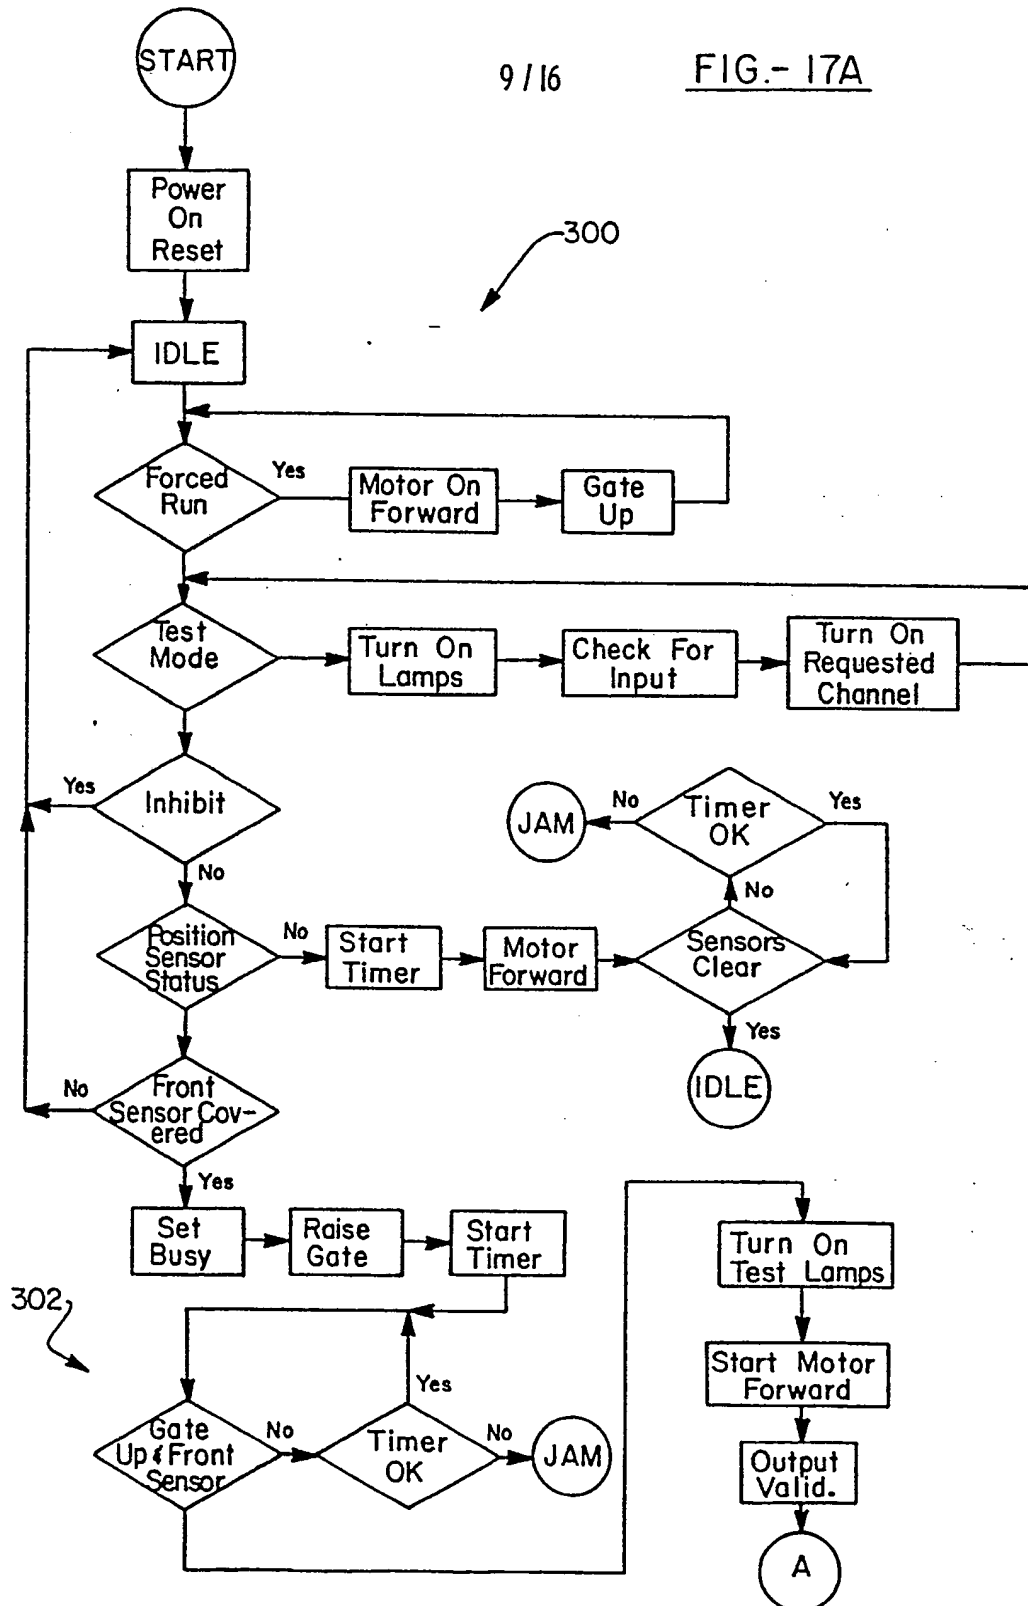 START
9/16
FIG.- 17A
Power
On
Reset
300
IDLE
Forced
Run
Yes
Motor On
Forward
Gate
Up
Test
Mode
Turn On
Lamps
Check For
Input
Turn On
Requested
Channel
Yes
Inhibit
No
JAM
No
Timer
OK
Yes
No
Position
Sensor
Status
No
Start
Timer
Motor
Forward
Sensors
Clear
Yes
IDLE
No
Front
Sensor Cov-
ered
Yes
Set
Busy
Raise
Gate
Start
Timer
Turn On
Test Lamps
302
Start Motor
Forward
Yes
Gate
Up & Front
Sensor
No
Timer
OK
No
JAM
Output
Valid.
A